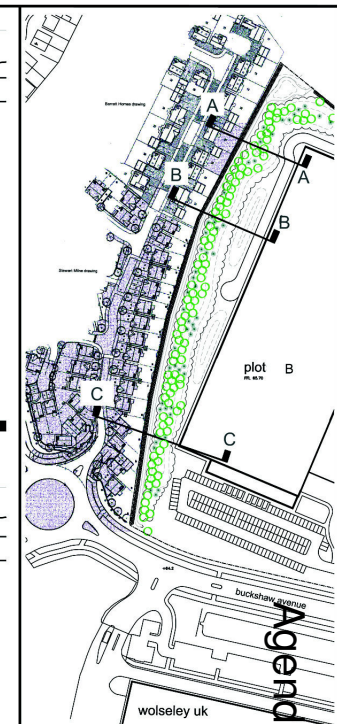 Barratt Homes drawing
A
A
B
B
Stewart Milne drawing
plot B
C
C
buckshaw avenue
Agend
wolseley uk